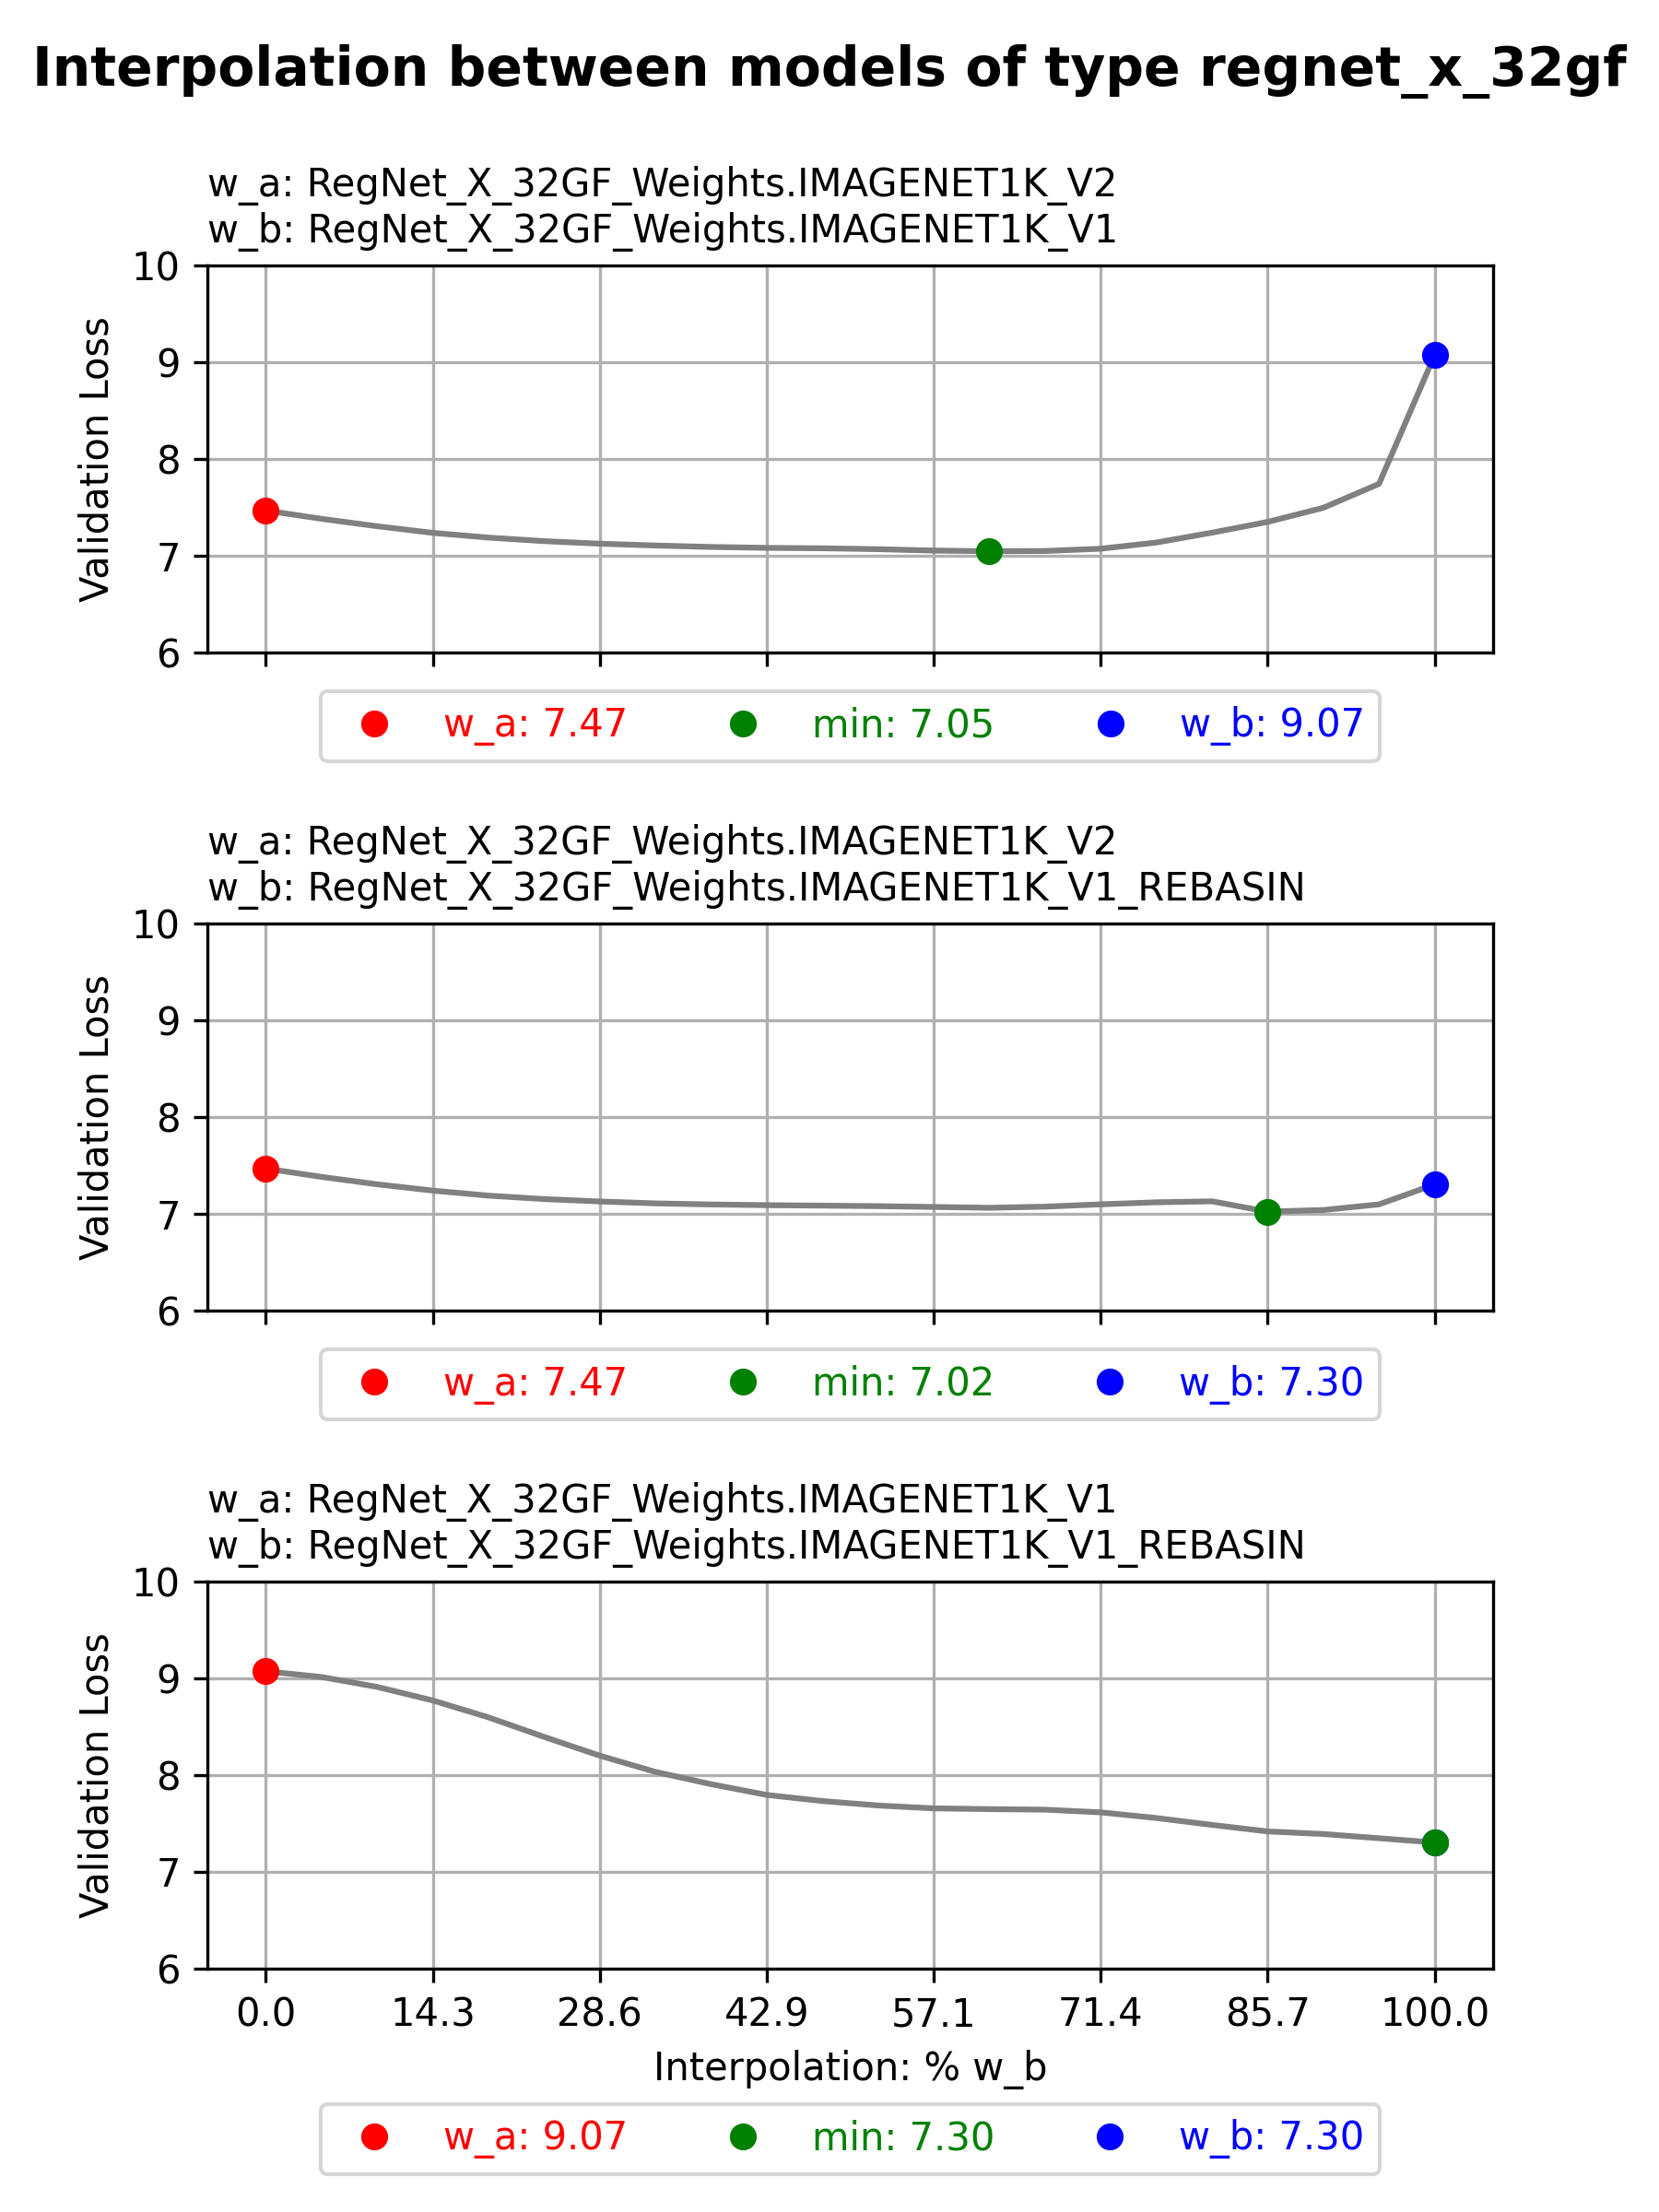 Interpolation between models of type regnet_x_32gf
w_a: RegNet_X_32GF_Weights.IMAGENET1K_V2
w_b: RegNet_X_32GF_Weights.IMAGENET1K_V1
10
9
8
7
6
Validation Loss
w_a: 7.47 min: 7.05 w_b: 9.07
w_a: RegNet_X_32GF_Weights.IMAGENET1K_V2
w_b: RegNet_X_32GF_Weights.IMAGENET1K_V1_REBASIN
10
9
8
7
6
Validation Loss
w_a: 7.47 min: 7.02 w_b: 7.30
w_a: RegNet_X_32GF_Weights.IMAGENET1K_V1
w_b: RegNet_X_32GF_Weights.IMAGENET1K_V1_REBASIN
10
9
8
7
6
Validation Loss
0.0 14.3 28.6 42.9 57.1 71.4 85.7 100.0
Interpolation: % w_b
w_a: 9.07 min: 7.30 w_b: 7.30